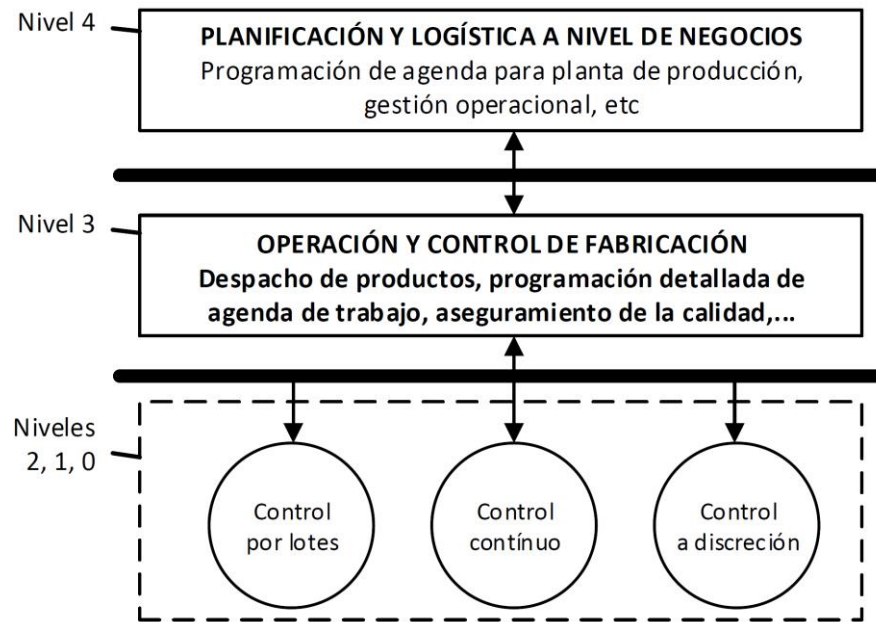 Nivel 4
PLANIFICACIÓN Y LOGÍSTICA A NIVEL DE NEGOCIOS
Programación de agenda para planta de producción,
gestión operacional, etc
Nivel 3
OPERACIÓN Y CONTROL DE FABRICACIÓN
Despacho de productos, programación detallada de
agenda de trabajo, aseguramiento de la calidad,...
Niveles
2, 1, 0
Control
por lotes
Control
contínuo
Control
a discreción